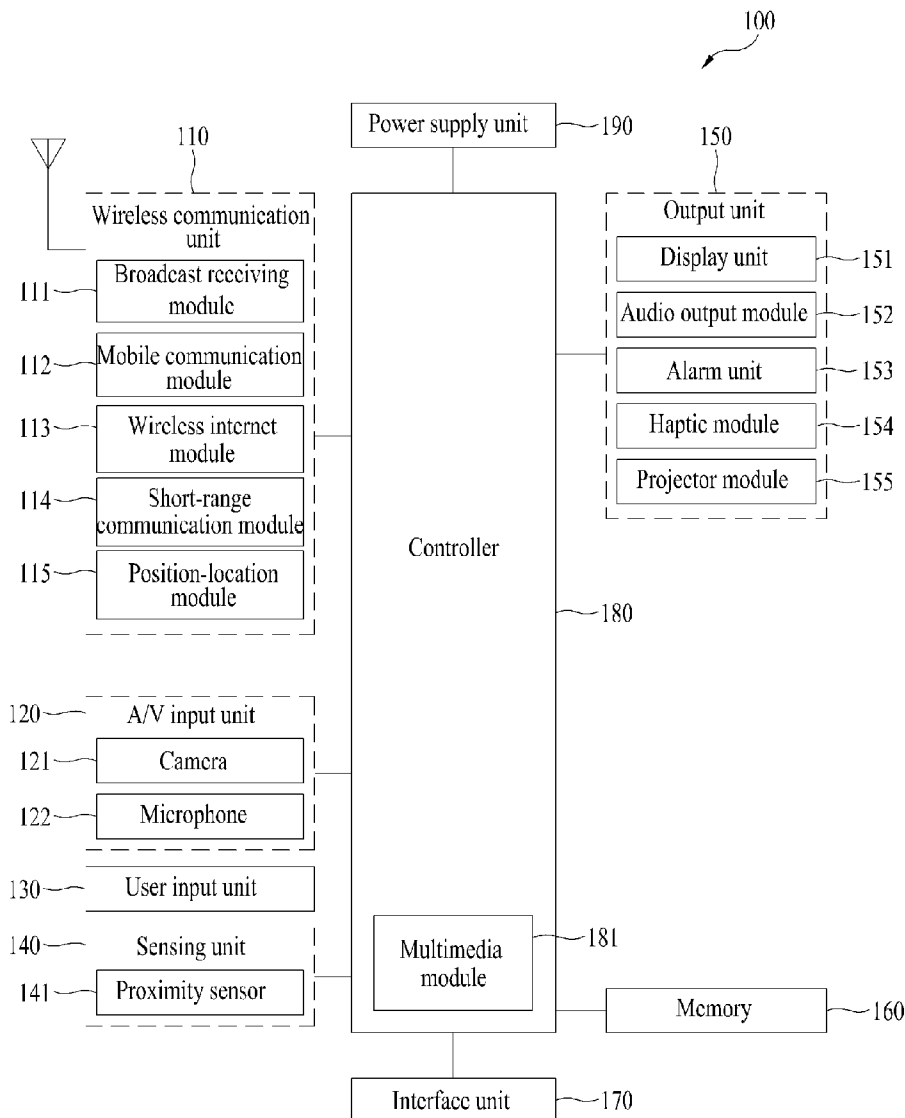 100
Power supply unit
190
110
Wireless communication
unit
111
Broadcast receiving
module
112
Mobile communication
module
113
Wireless internet
module
114
Short-range
communication module
115
Position-location
module
120
A/V input unit
121
Camera
122
Microphone
130
User input unit
140
Sensing unit
141
Proximity sensor
Controller
180
Multimedia
module
181
150
Output unit
Display unit
151
Audio output module
152
Alarm unit
153
Haptic module
154
Projector module
155
Memory
160
Interface unit
170